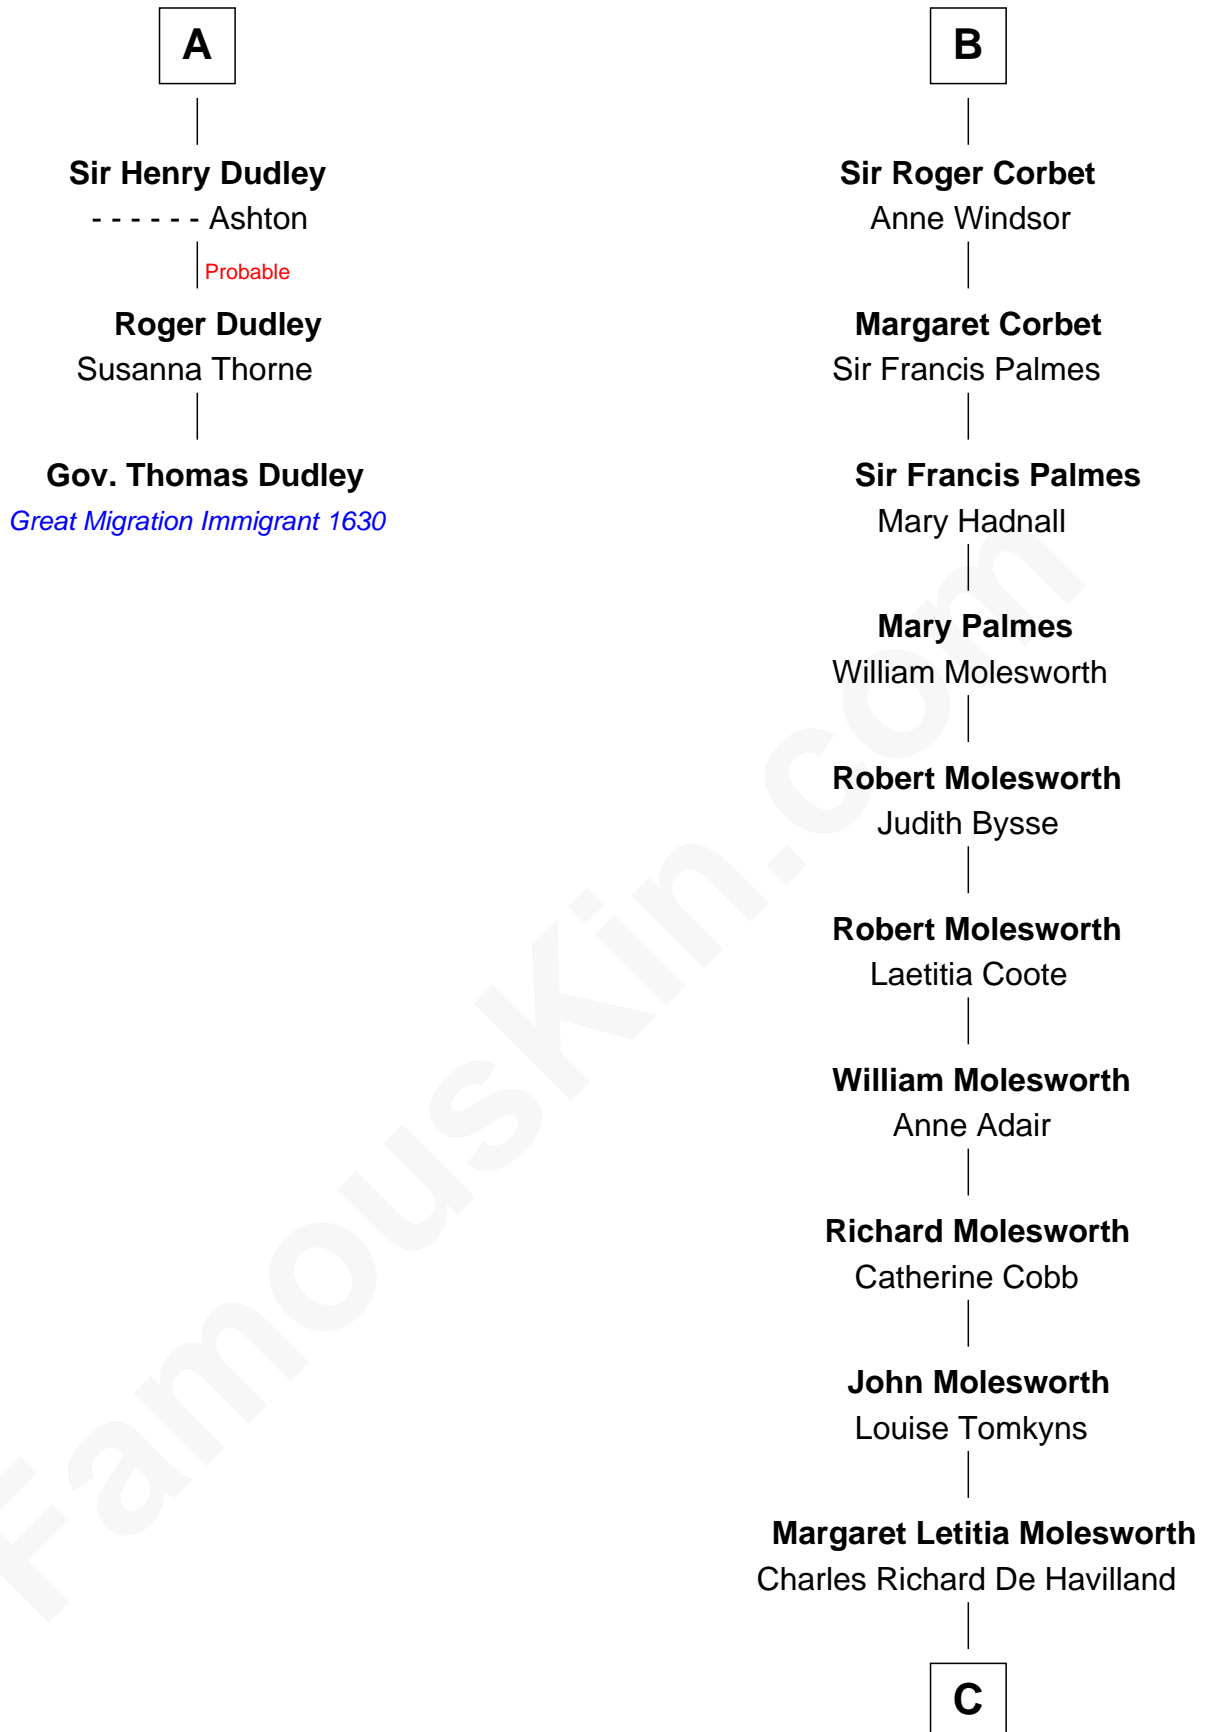 A
Sir Henry Dudley
- - - - - - Ashton
Probable
Roger Dudley
Susanna Thorne
Gov. Thomas Dudley
Great Migration Immigrant 1630
B
Sir Roger Corbet
Anne Windsor
Margaret Corbet
Sir Francis Palmes
Sir Francis Palmes
Mary Hadnall
Mary Palmes
William Molesworth
Robert Molesworth
Judith Bysse
Robert Molesworth
Laetitia Coote
William Molesworth
Anne Adair
Richard Molesworth
Catherine Cobb
John Molesworth
Louise Tomkyns
Margaret Letitia Molesworth
Charles Richard De Havilland
C
FamousKin.com